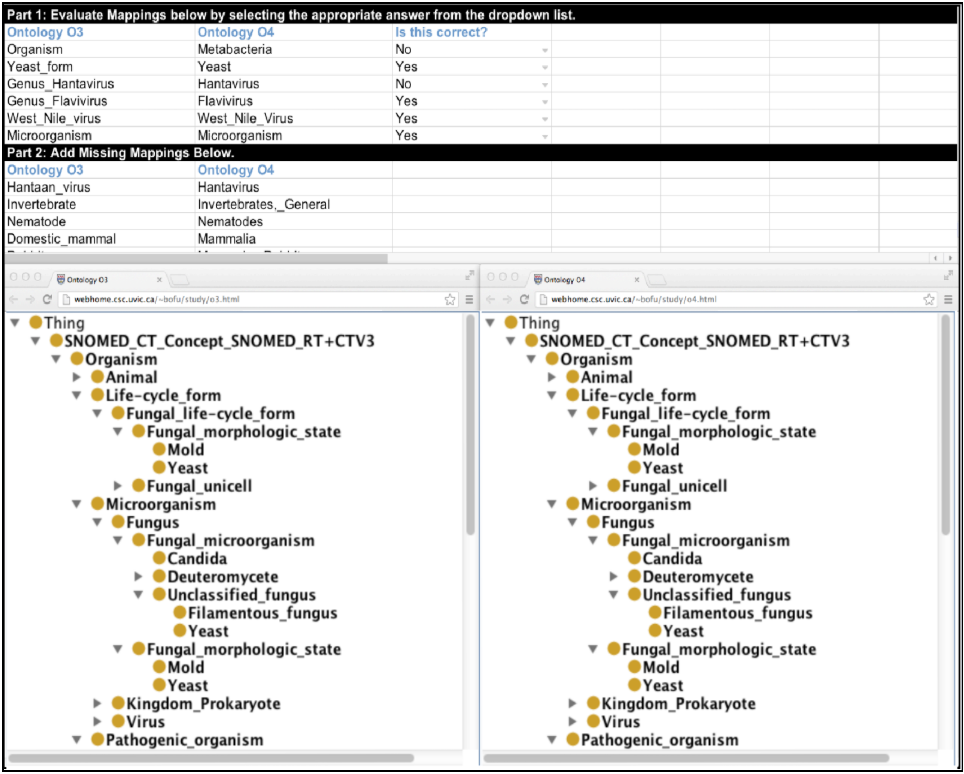 Part 1: Evaluate Mappings below by selecting the appropriate answer from the dropdown list.
Ontology O3 Ontology O4 Is this correct?
Organism Metabacteria No
Yeast_form Yeast Yes
Genus_Hantavirus Hantavirus No
Genus_Flavivirus Flavivirus Yes
West_Nile_virus West_Nile_Virus Yes
Microorganism Microorganism Yes
Part 2: Add Missing Mappings Below.
Ontology O3 Ontology O4
Hantaan_virus Hantavirus
Invertebrate Invertebrates,_General
Nematode Nematodes
Domestic_mammal Mammalia
Ontology O3
webhome.csc.uvic.ca/~bofu/study/o3.html
Thing
SNOMED_CT_Concept_SNOMED_RT+CTV3
Organism
Animal
Life-cycle_form
Fungal_life-cycle_form
Fungal_morphologic_state
Mold
Yeast
Fungal_unicell
Microorganism
Fungus
Fungal_microorganism
Candida
Deuteromycete
Unclassified_fungus
Filamentous_fungus
Yeast
Fungal_morphologic_state
Mold
Yeast
Kingdom_Prokaryote
Virus
Pathogenic_organism
Ontology O4
webhome.csc.uvic.ca/~bofu/study/o4.html
Thing
SNOMED_CT_Concept_SNOMED_RT+CTV3
Organism
Animal
Life-cycle_form
Fungal_life-cycle_form
Fungal_morphologic_state
Mold
Yeast
Fungal_unicell
Microorganism
Fungus
Fungal_microorganism
Candida
Deuteromycete
Unclassified_fungus
Filamentous_fungus
Yeast
Fungal_morphologic_state
Mold
Yeast
Kingdom_Prokaryote
Virus
Pathogenic_organism